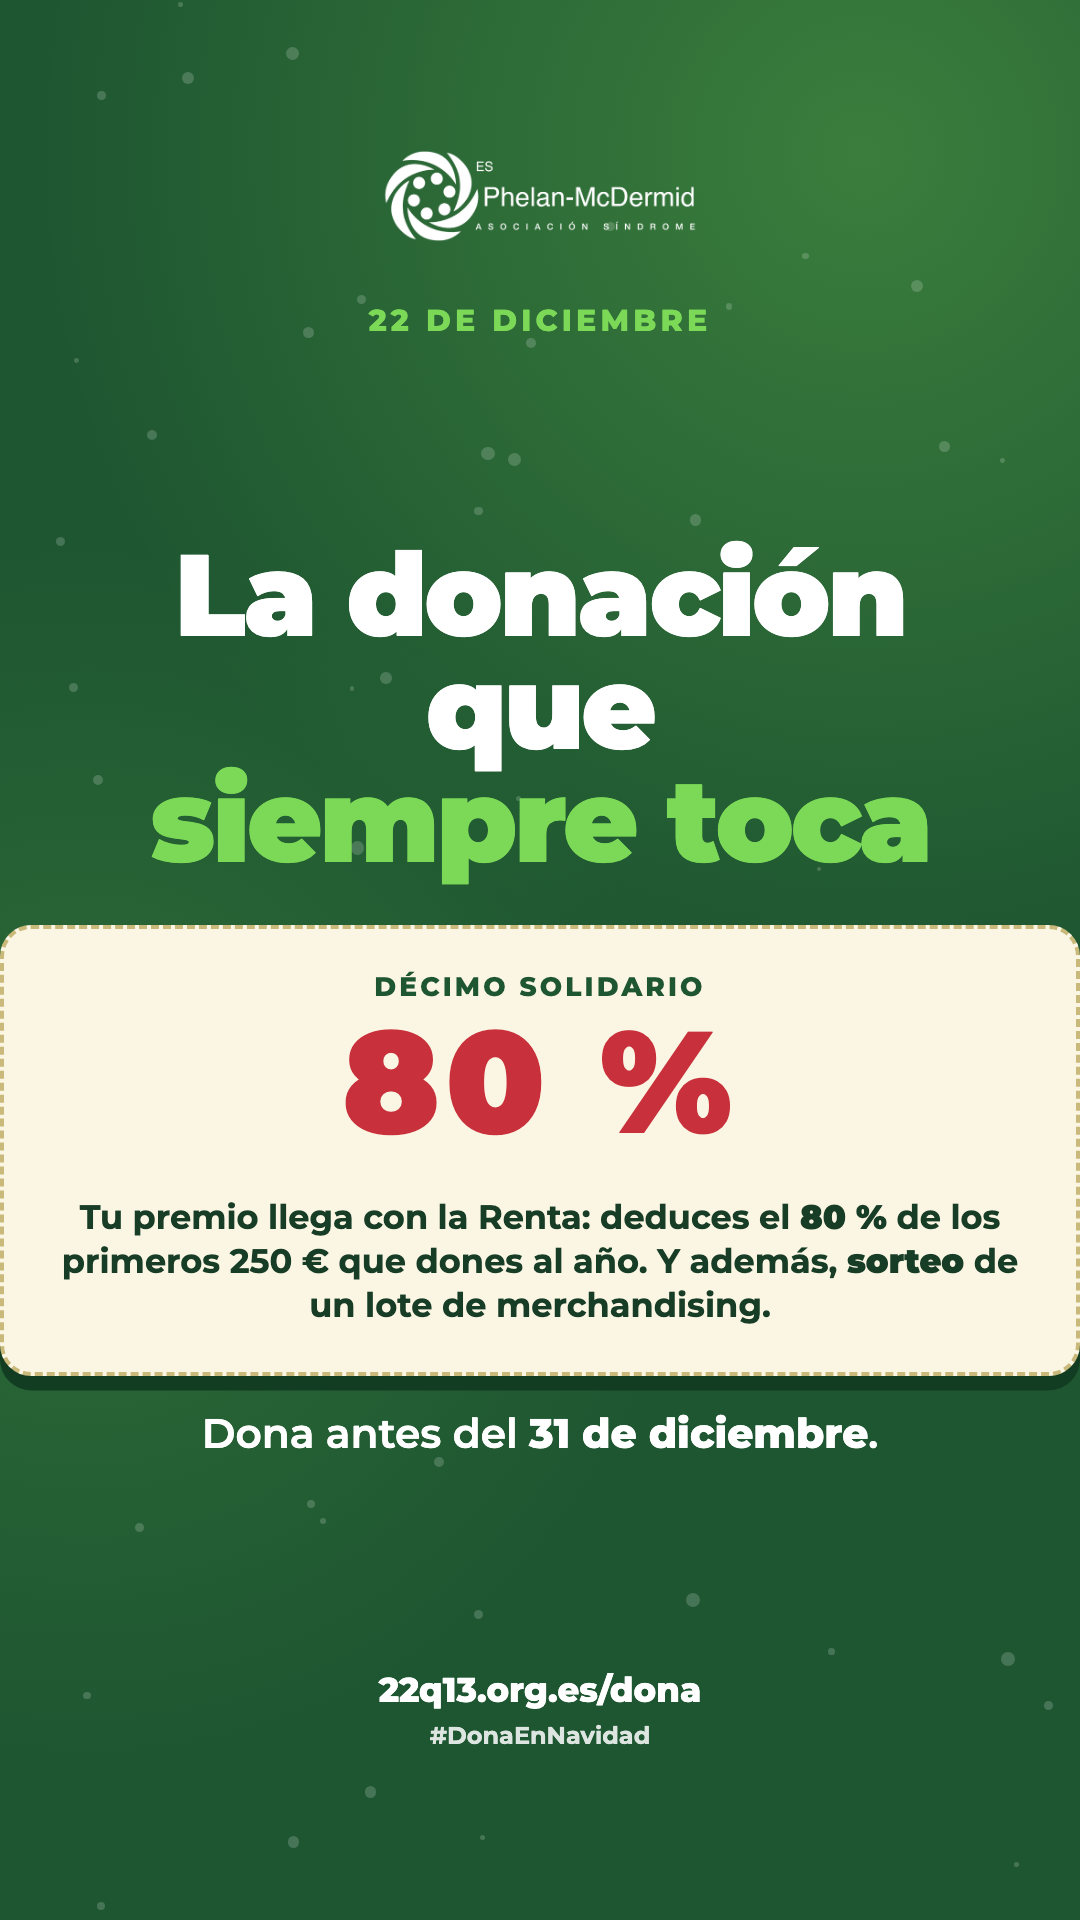 ES
Phelan-McDermid
ASOCIACIÓN SÍNDROME
22 DE DICIEMBRE
La donación
que
siempre toca
DÉCIMO SOLIDARIO
80 %
Tu premio llega con la Renta: deduces el 80 % de los
primeros 250 € que dones al año. Y además, sorteo de
un lote de merchandising.
Dona antes del 31 de diciembre.
22q13.org.es/dona
#DonaEnNavidad